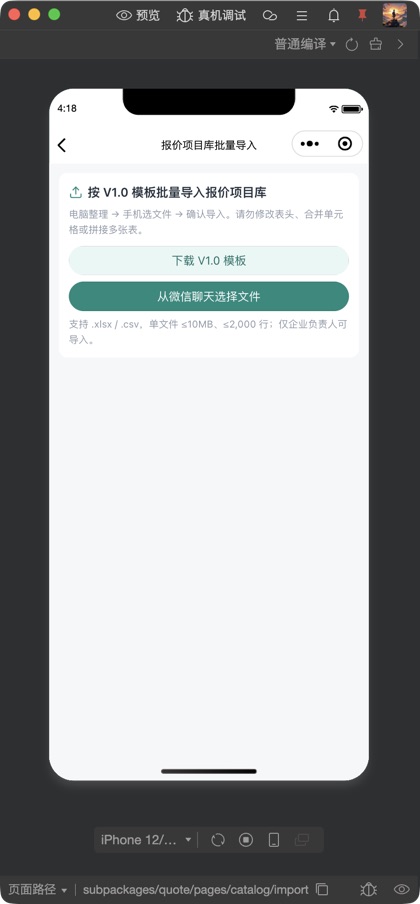 预览
真机调试
普通编译
4:18
报价项目库批量导入
按 V1.0 模板批量导入报价项目库
电脑整理 → 手机选文件 → 确认导入。请勿修改表头、合并单元
格或拼接多张表。
下载 V1.0 模板
从微信聊天选择文件
支持 .xlsx / .csv，单文件 ≤10MB、≤2,000 行；仅企业负责人可
导入。
iPhone 12/...
页面路径
subpackages/quote/pages/catalog/import